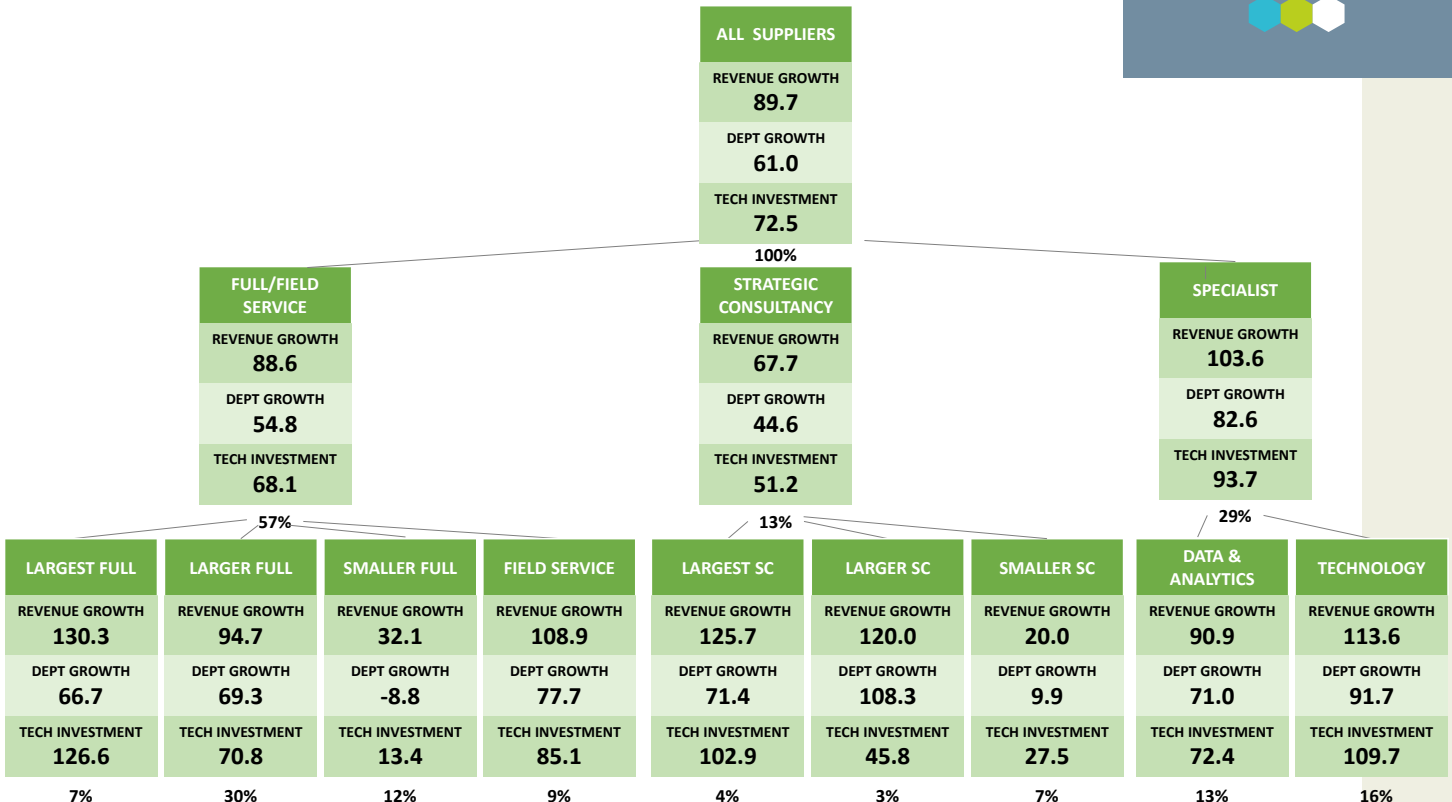 ALL SUPPLIERS
REVENUE GROWTH
89.7
DEPT GROWTH
61.0
TECH INVESTMENT
72.5
100%
FULL/FIELD
SERVICE
REVENUE GROWTH
88.6
DEPT GROWTH
54.8
TECH INVESTMENT
68.1
57%
STRATEGIC
CONSULTANCY
REVENUE GROWTH
67.7
DEPT GROWTH
44.6
TECH INVESTMENT
51.2
13%
SPECIALIST
REVENUE GROWTH
103.6
DEPT GROWTH
82.6
TECH INVESTMENT
93.7
29%
LARGEST FULL
REVENUE GROWTH
130.3
DEPT GROWTH
66.7
TECH INVESTMENT
126.6
7%
LARGER FULL
REVENUE GROWTH
94.7
DEPT GROWTH
69.3
TECH INVESTMENT
70.8
30%
SMALLER FULL
REVENUE GROWTH
32.1
DEPT GROWTH
-8.8
TECH INVESTMENT
13.4
12%
FIELD SERVICE
REVENUE GROWTH
108.9
DEPT GROWTH
77.7
TECH INVESTMENT
85.1
9%
LARGEST SC
REVENUE GROWTH
125.7
DEPT GROWTH
71.4
TECH INVESTMENT
102.9
4%
LARGER SC
REVENUE GROWTH
120.0
DEPT GROWTH
108.3
TECH INVESTMENT
45.8
3%
SMALLER SC
REVENUE GROWTH
20.0
DEPT GROWTH
9.9
TECH INVESTMENT
27.5
7%
DATA &
ANALYTICS
REVENUE GROWTH
90.9
DEPT GROWTH
71.0
TECH INVESTMENT
72.4
13%
TECHNOLOGY
REVENUE GROWTH
113.6
DEPT GROWTH
91.7
TECH INVESTMENT
109.7
16%